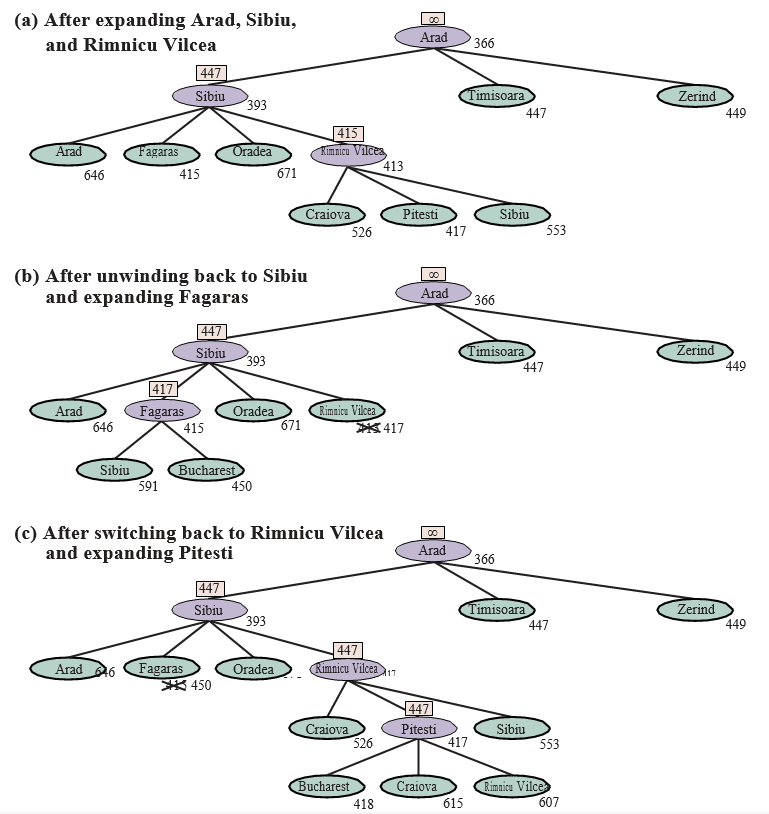 (a) After expanding Arad, Sibiu,
and Rimnicu Vilcea
∞
Arad
366
447
Sibiu
393
Timisoara
447
Zerind
449
Arad
646
Fagaras
415
Oradea
671
415
Rimnicu Vilcea
413
Craiova
526
Pitesti
417
Sibiu
553
(b) After unwinding back to Sibiu
and expanding Fagaras
∞
Arad
366
447
Sibiu
393
Timisoara
447
Zerind
449
Arad
646
417
Fagaras
415
Oradea
671
Rimnicu Vilcea
413 417
Sibiu
591
Bucharest
450
(c) After switching back to Rimnicu Vilcea
and expanding Pitesti
∞
Arad
366
447
Sibiu
393
Timisoara
447
Zerind
449
Arad
646
Fagaras
415 450
Oradea
447
Rimnicu Vilcea
417
Craiova
526
447
Pitesti
417
Sibiu
553
Bucharest
418
Craiova
615
Rimnicu Vilcea
607